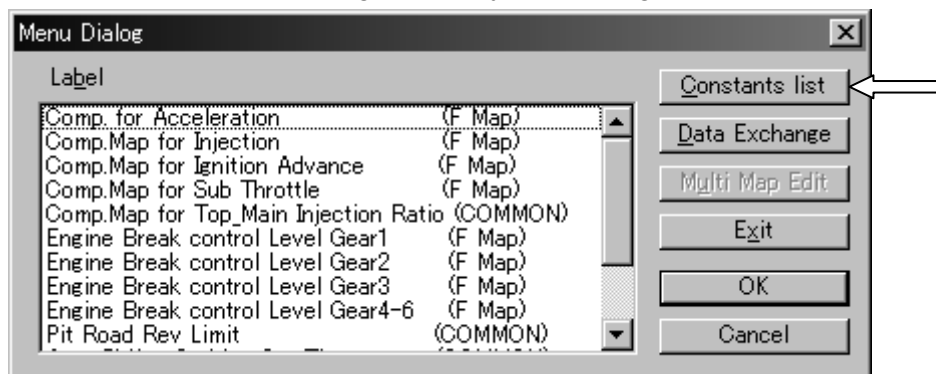 Menu Dialog
Label
Comp. for Acceleration (F Map)
Comp.Map for Injection (F Map)
Comp.Map for Ignition Advance (F Map)
Comp.Map for Sub Throttle (F Map)
Comp.Map for Top_Main Injection Ratio (COMMON)
Engine Break control Level Gear1 (F Map)
Engine Break control Level Gear2 (F Map)
Engine Break control Level Gear3 (F Map)
Engine Break control Level Gear4-6 (F Map)
Pit Road Rev Limit (COMMON)
Constants list
Data Exchange
Multi Map Edit
Exit
OK
Cancel